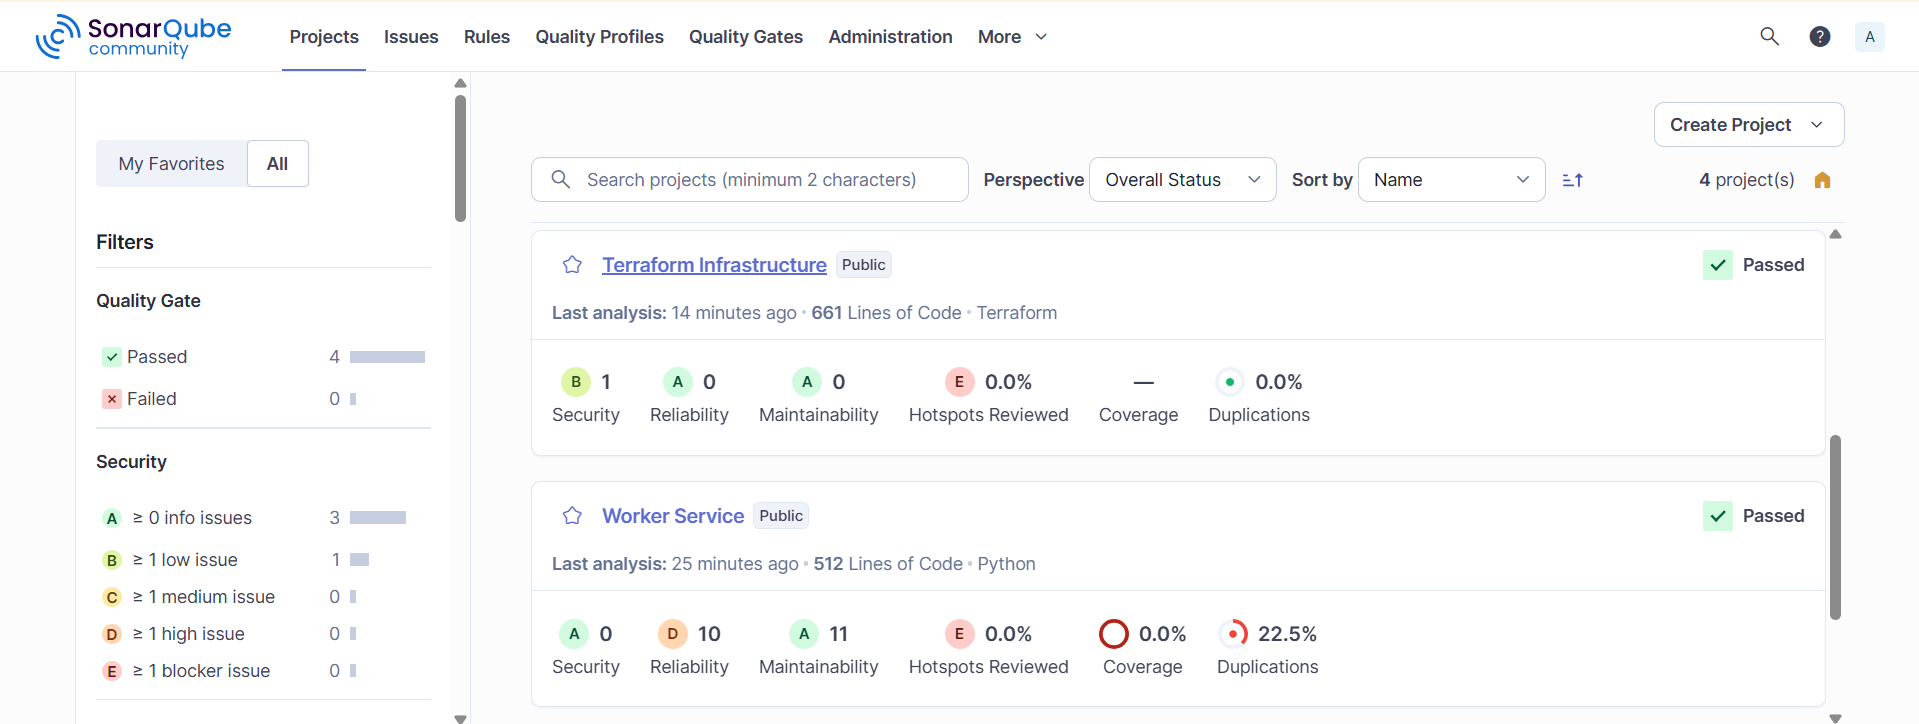 SonarQube community
Projects Issues Rules Quality Profiles Quality Gates Administration More ? A
My Favorites All
Filters
Quality Gate
Passed 4
Failed 0
Security
A ≥ 0 info issues 3
B ≥ 1 low issue 1
C ≥ 1 medium issue 0
D ≥ 1 high issue 0
E ≥ 1 blocker issue 0
Create Project
Search projects (minimum 2 characters) Perspective Overall Status Sort by Name 4 project(s)
Terraform Infrastructure Public Passed
Last analysis: 14 minutes ago • 661 Lines of Code • Terraform
B 1 A 0 A 0 E 0.0% — 0.0%
Security Reliability Maintainability Hotspots Reviewed Coverage Duplications
Worker Service Public Passed
Last analysis: 25 minutes ago • 512 Lines of Code • Python
A 0 D 10 A 11 E 0.0% 0.0% 22.5%
Security Reliability Maintainability Hotspots Reviewed Coverage Duplications